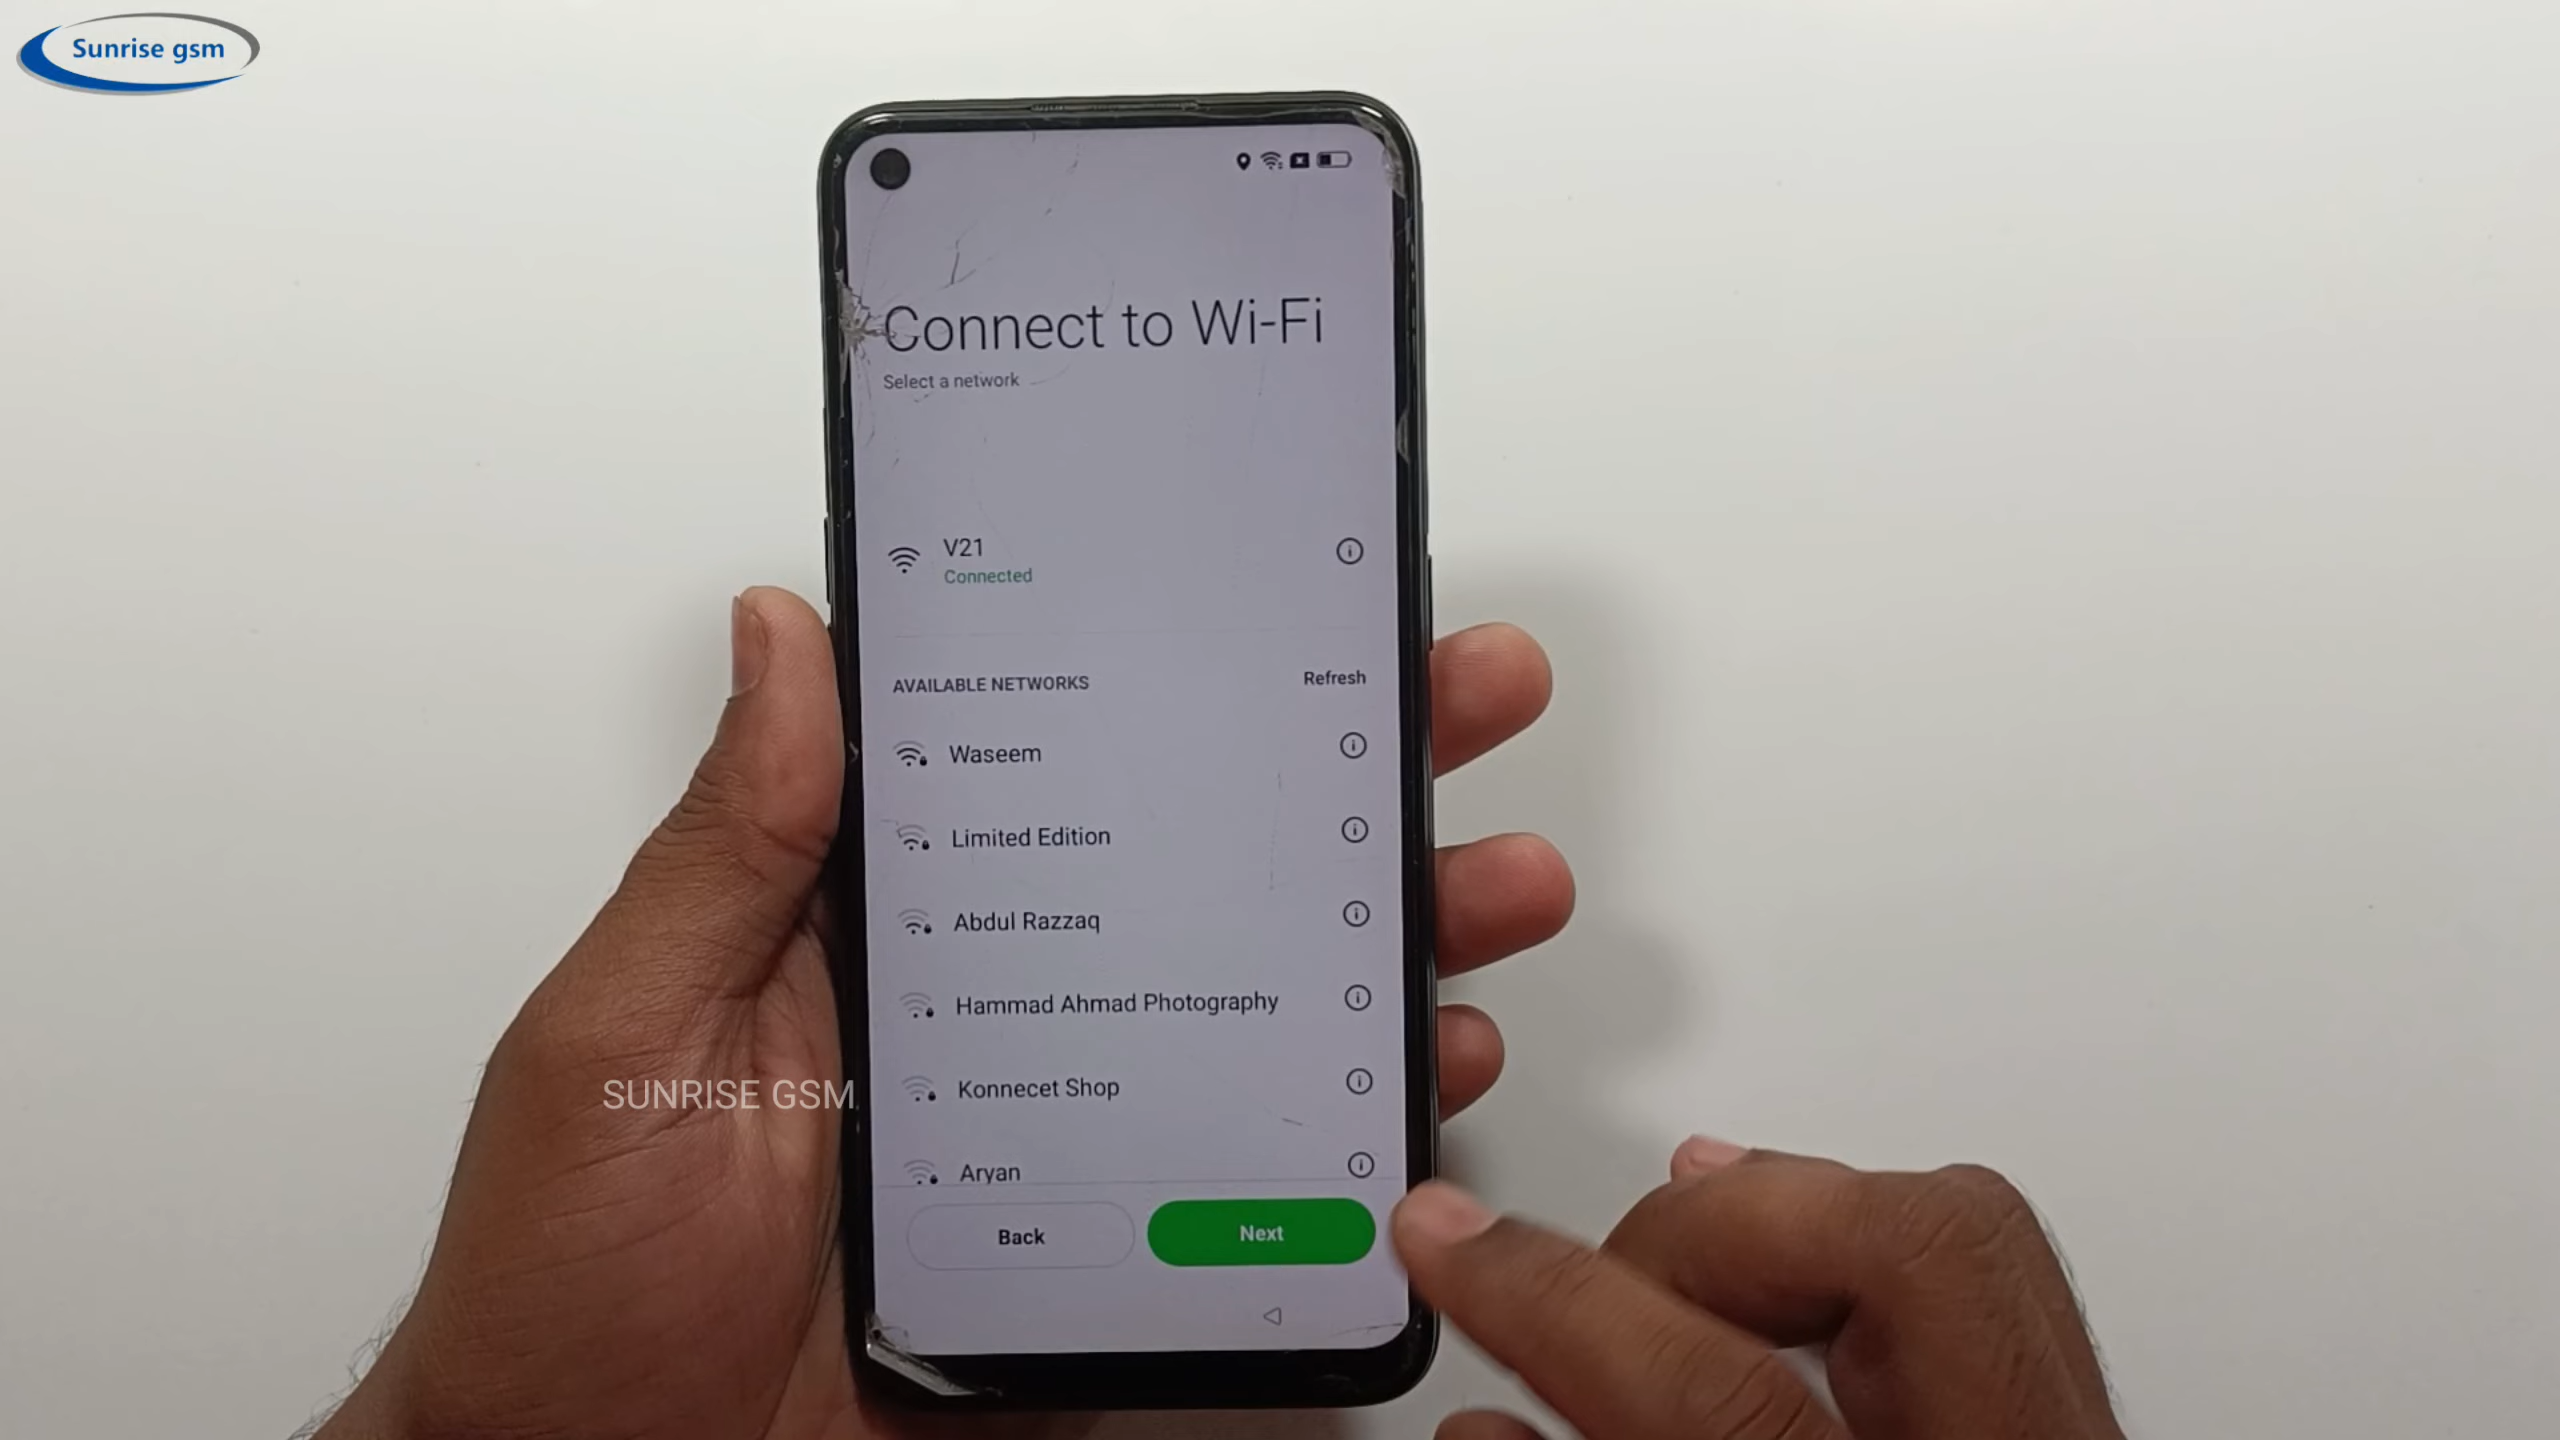 Sunrise gsm
Connect to Wi-Fi
Select a network
V21
Connected
AVAILABLE NETWORKS
Refresh
Waseem
Limited Edition
Abdul Razzaq
Hammad Ahmad Photography
Konnecet Shop
SUNRISE GSM
Aryan
Back
Next